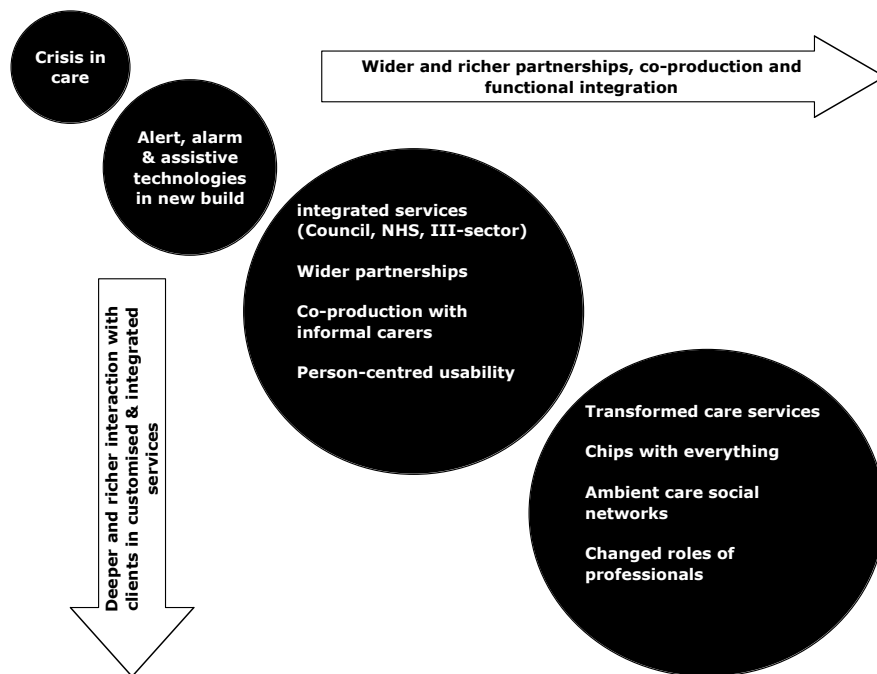 Crisis in
care
Wider and richer partnerships, co-production and
functional integration
Alert, alarm
& assistive
technologies
in new build
integrated services
(Council, NHS, III-sector)
Wider partnerships
Co-production with
informal carers
Person-centred usability
Deeper and richer interaction with
clients in customised & integrated
services
Transformed care services
Chips with everything
Ambient care social
networks
Changed roles of
professionals